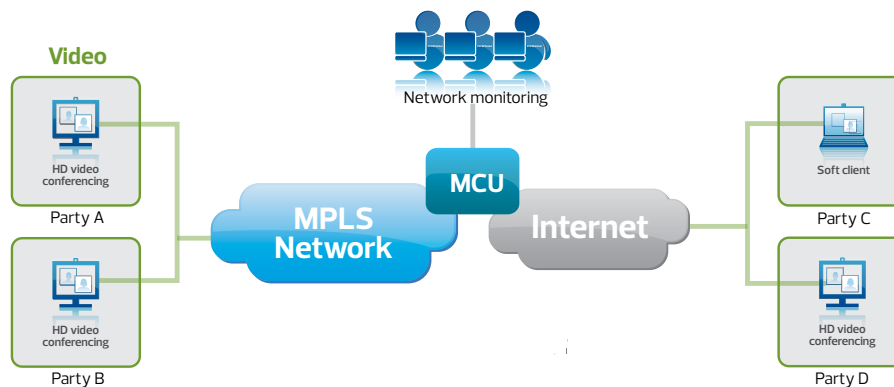 Video
HD video
conferencing
Party A
HD video
conferencing
Party B
Network monitoring
MCU
MPLS
Network
Internet
Soft client
Party C
HD video
conferencing
Party D